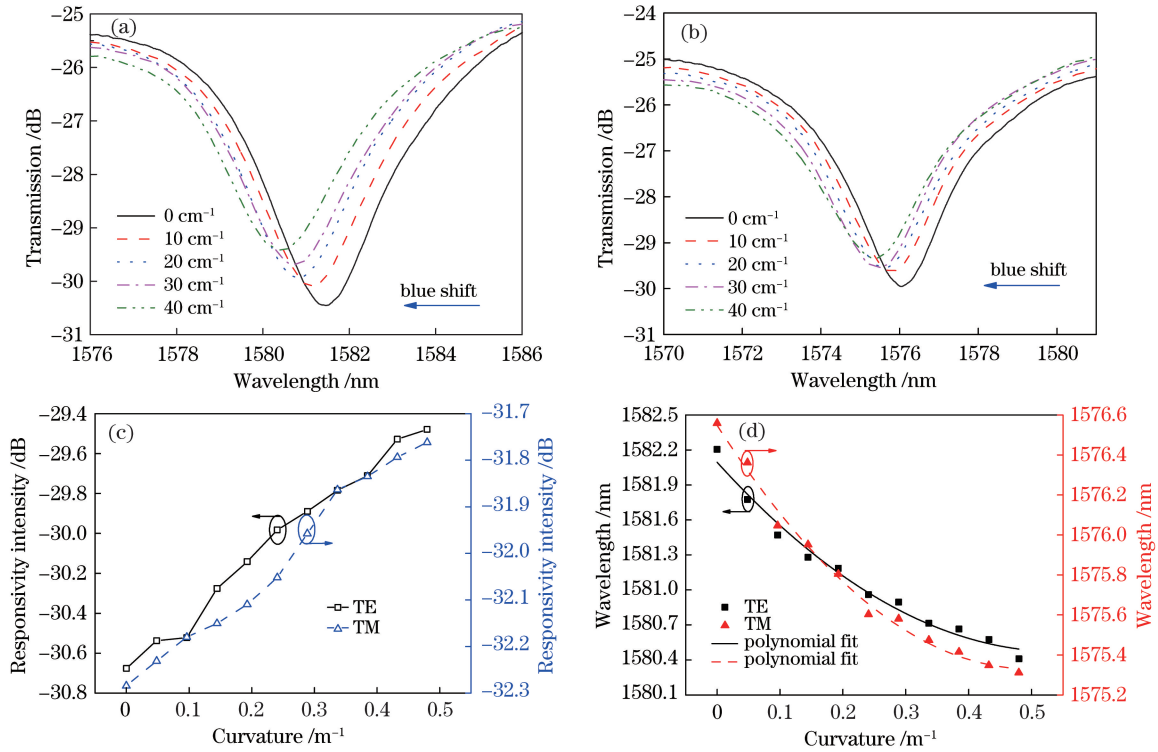 (a)
−25
−26
−27
−28
−29
−30
−31
Transmission /dB
0 cm⁻¹
10 cm⁻¹
20 cm⁻¹
30 cm⁻¹
40 cm⁻¹
blue shift
1576 1578 1580 1582 1584 1586
Wavelength /nm
(b)
−24
−25
−26
−27
−28
−29
−30
−31
Transmission /dB
0 cm⁻¹
10 cm⁻¹
20 cm⁻¹
30 cm⁻¹
40 cm⁻¹
blue shift
1570 1572 1574 1576 1578 1580
Wavelength /nm
(c)
−29.4
−29.6
−29.8
−30.0
−30.2
−30.4
−30.6
−30.8
Responsivity intensity /dB
TE
TM
−31.7
−31.8
−31.9
−32.0
−32.1
−32.2
−32.3
Responsivity intensity /dB
0 0.1 0.2 0.3 0.4 0.5
Curvature /m⁻¹
(d)
1582.5
1582.2
1581.9
1581.6
1581.3
1581.0
1580.7
1580.4
1580.1
Wavelength /nm
TE
TM
polynomial fit
polynomial fit
1576.6
1576.4
1576.2
1576.0
1575.8
1575.6
1575.4
1575.2
Wavelength /nm
0 0.1 0.2 0.3 0.4 0.5
Curvature /m⁻¹